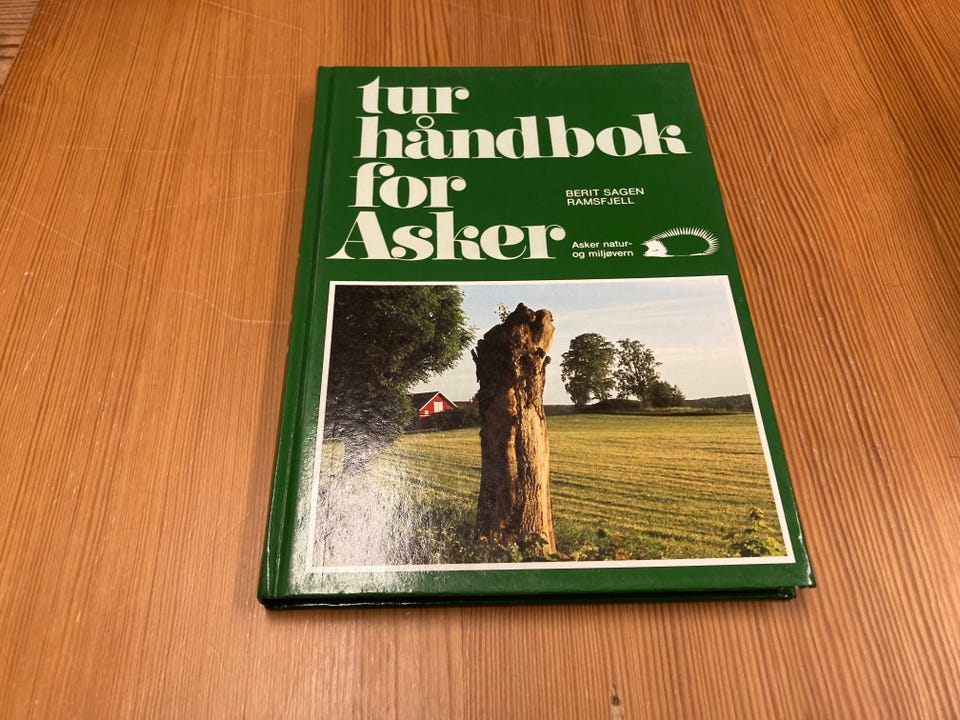 tur
håndbok
for
Asker
BERIT SAGEN
RAMSFJELL
Asker natur-
og miljøvern